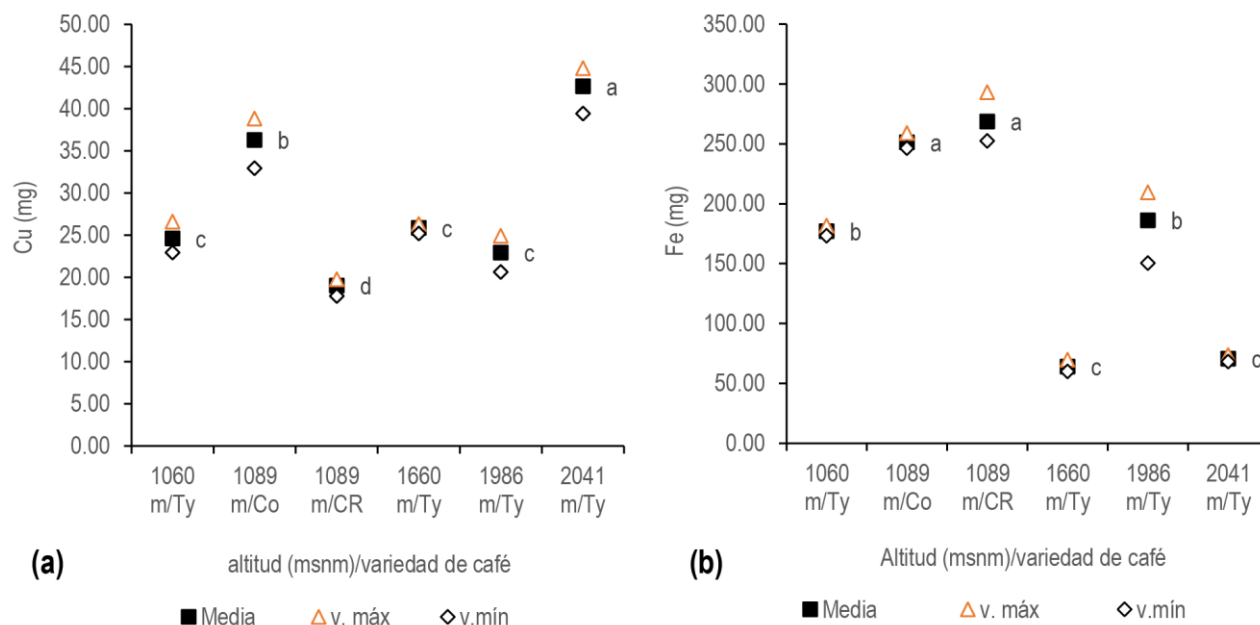 50.00
45.00
40.00
35.00
30.00
25.00
20.00
15.00
10.00
5.00
0.00
Cu (mg)
c
b
d
c
c
a
1060 1089 1089 1660 1986 2041
m/Ty m/Co m/CR m/Ty m/Ty m/Ty
(a) altitud (msnm)/variedad de café
Media v. máx v.mín
350.00
300.00
250.00
200.00
150.00
100.00
50.00
0.00
Fe (mg)
b
a
a
c
b
c
1060 1089 1089 1660 1986 2041
m/Ty m/Co m/CR m/Ty m/Ty m/Ty
(b) Altitud (msnm)/variedad de café
Media v. máx v.mín